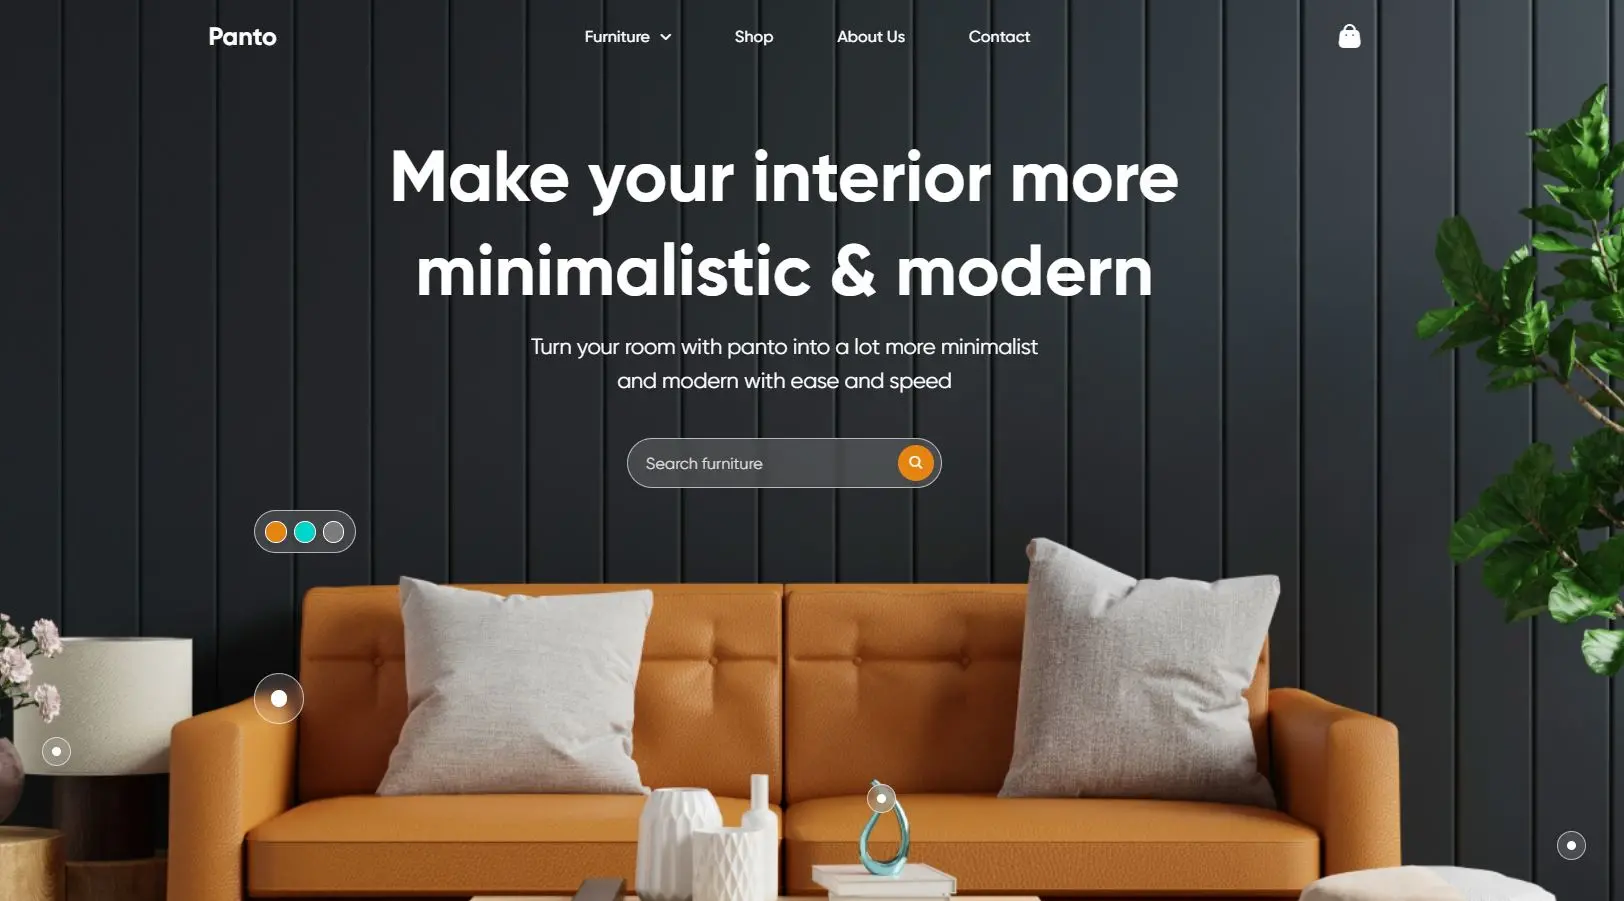 Panto
Furniture
Shop
About Us
Contact
Make your interior more
minimalistic & modern
Turn your room with panto into a lot more minimalist
and modern with ease and speed
Search furniture